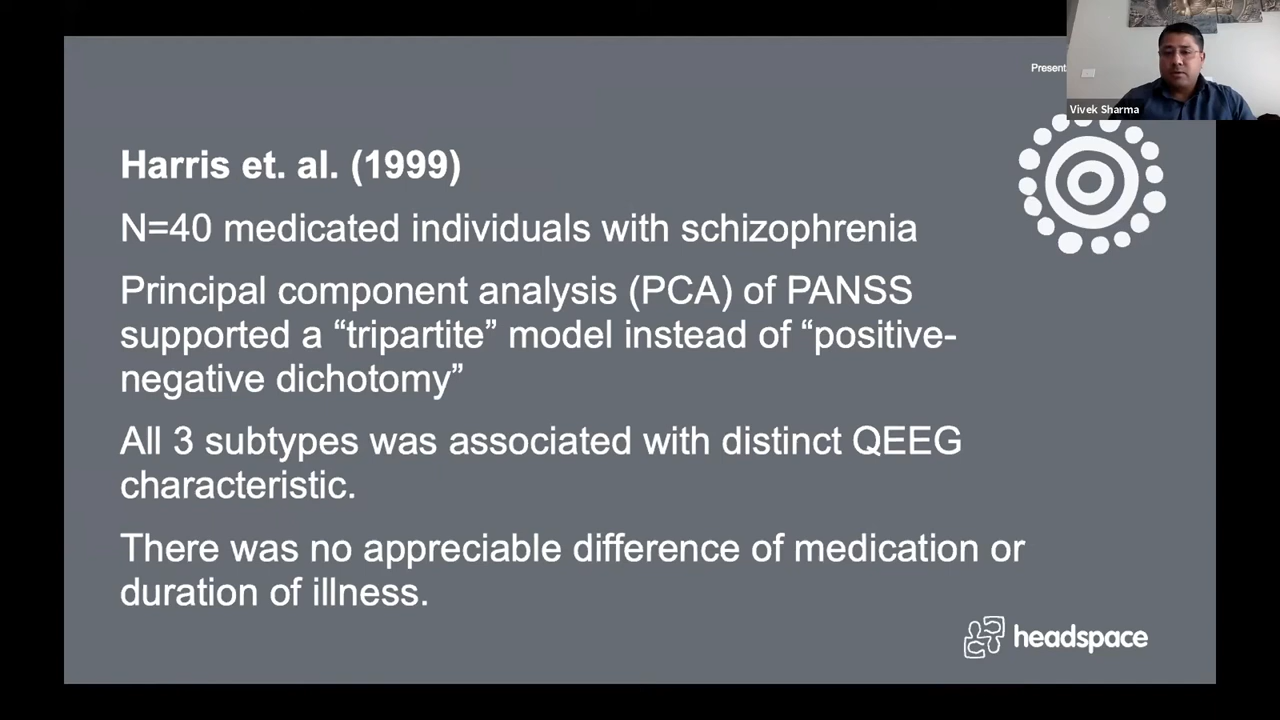 Present
Vivek Sharma
Harris et. al. (1999)
N=40 medicated individuals with schizophrenia
Principal component analysis (PCA) of PANSS
supported a “tripartite” model instead of “positive-
negative dichotomy”
All 3 subtypes was associated with distinct QEEG
characteristic.
There was no appreciable difference of medication or
duration of illness.
headspace